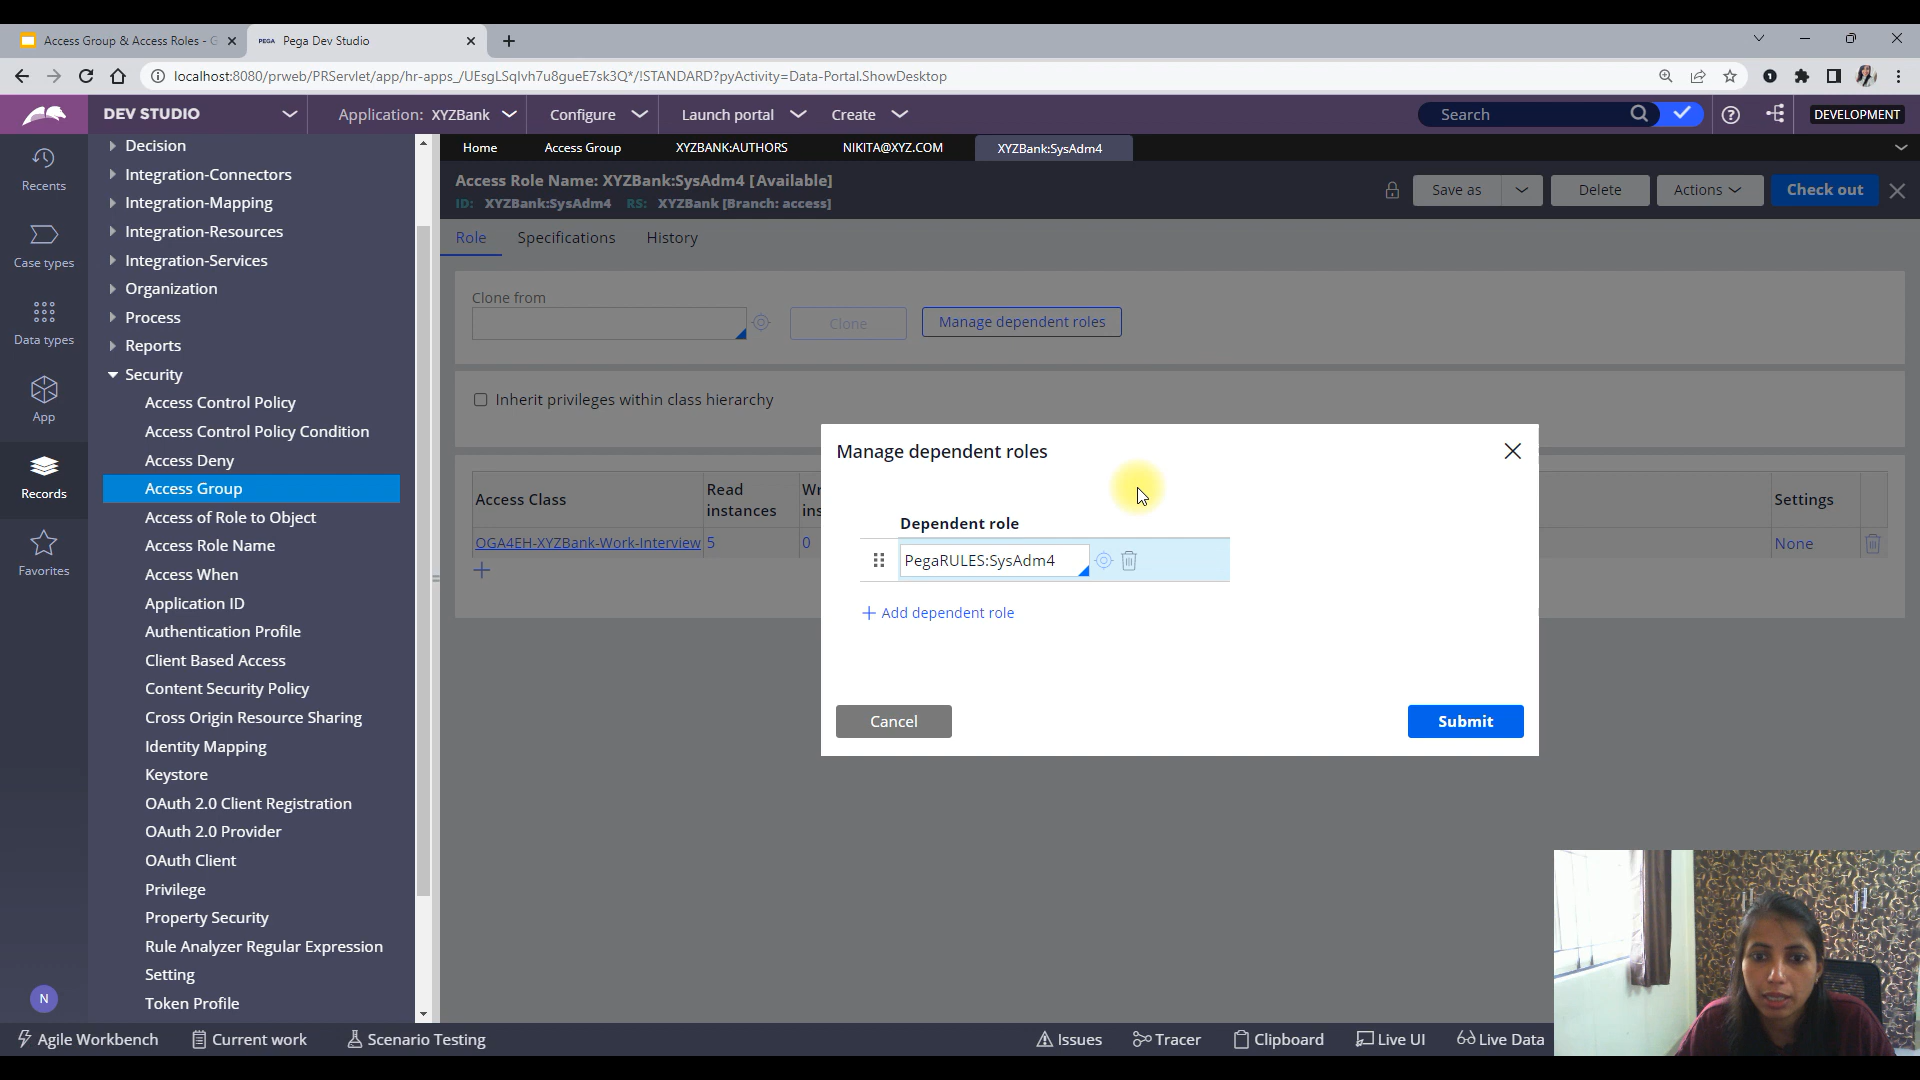 Access Group & Access Roles - G
PEGA Pega Dev Studio
localhost:8080/prweb/PRServlet/app/hr-apps_/UEsgLSqlvh7u8gueE7sk3Q*/!STANDARD?pyActivity=Data-Portal.ShowDesktop
DEV STUDIO
Application: XYZBank
Configure
Launch portal
Create
Search
DEVELOPMENT
Recents
Case types
Data types
App
Records
Favorites
N
Decision
Integration-Connectors
Integration-Mapping
Integration-Resources
Integration-Services
Organization
Process
Reports
Security
Access Control Policy
Access Control Policy Condition
Access Deny
Access Group
Access of Role to Object
Access Role Name
Access When
Application ID
Authentication Profile
Client Based Access
Content Security Policy
Cross Origin Resource Sharing
Identity Mapping
Keystore
OAuth 2.0 Client Registration
OAuth 2.0 Provider
OAuth Client
Privilege
Property Security
Rule Analyzer Regular Expression
Setting
Token Profile
Home
Access Group
XYZBANK:AUTHORS
NIKITA@XYZ.COM
XYZBank:SysAdm4
Access Role Name: XYZBank:SysAdm4 [Available]
ID: XYZBank:SysAdm4 RS: XYZBank [Branch: access]
Save as
Delete
Actions
Check out
Role
Specifications
History
Clone from
Clone
Manage dependent roles
Inherit privileges within class hierarchy
Access Class
Read
instances
Wr
ins
Settings
OGA4EH-XYZBank-Work-Interview
5
0
None
Manage dependent roles
Dependent role
PegaRULES:SysAdm4
Add dependent role
Cancel
Submit
Agile Workbench
Current work
Scenario Testing
Issues
Tracer
Clipboard
Live UI
Live Data